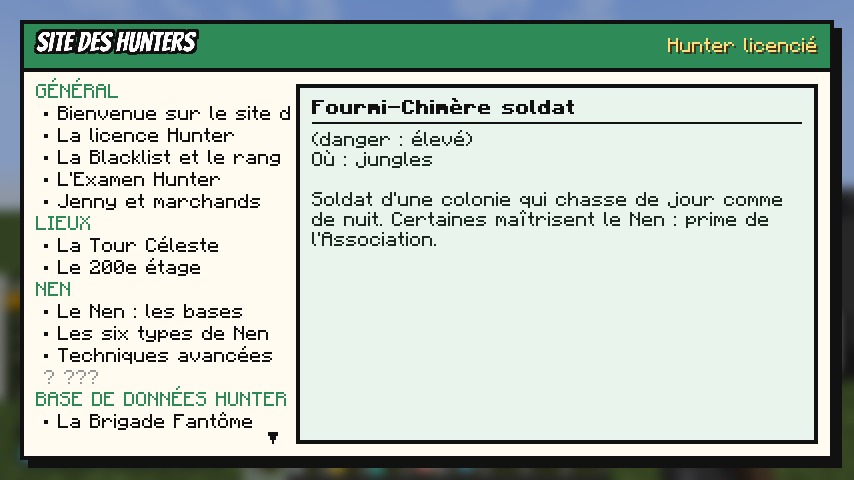 SITE DES HUNTERS
Hunter licencié
GÉNÉRAL
• Bienvenue sur le site d
• La licence Hunter
• La Blacklist et le rang
• L'Examen Hunter
• Jenny et marchands
LIEUX
• La Tour Céleste
• Le 200e étage
NEN
• Le Nen : les bases
• Les six types de Nen
• Techniques avancées
? ???
BASE DE DONNÉES HUNTER
• La Brigade Fantôme
Fourmi-Chimère soldat
(danger : élevé)
Où : jungles
Soldat d'une colonie qui chasse de jour comme
de nuit. Certaines maîtrisent le Nen : prime de
l'Association.